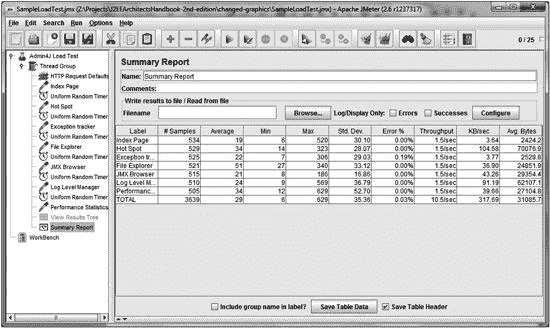 SampleLoadTest.jmx (Z:\Projects\J2EEArchitectsHandbook-2nd-edition\changed-graphics\SampleLoadTest.jmx) - Apache JMeter (2.6 r1237317)
File Edit Search Run Options Help
0 / 25
Admin4J Load Test
Thread Group
HTTP Request Defaults
Index Page
Uniform Random Timer
Hot Spot
Uniform Random Timer
Exception tracker
Uniform Random Timer
File Explorer
Uniform Random Timer
JMX Browser
Uniform Random Timer
Log Level Manager
Uniform Random Timer
Performance Statistics
View Results Tree
Summary Report
WorkBench
Summary Report
Name: Summary Report
Comments:
Write results to file / Read from file
Filename Browse... Log/Display Only: Errors Successes Configure
Label # Samples Average Min Max Std. Dev. Error % Throughput KB/sec Avg. Bytes
Index Page 534 19 6 520 30.10 0.00% 1.5/sec 3.64 2424.2
Hot Spot 529 34 14 323 28.07 0.00% 1.5/sec 104.68 70076.9
Exception tr... 525 22 7 306 29.03 0.19% 1.5/sec 3.77 2528.8
File Explorer 521 51 27 340 33.12 0.00% 1.5/sec 36.90 24851.9
JMX Browser 515 21 8 186 16.86 0.00% 1.5/sec 43.26 29354.4
Log Level M... 510 24 9 569 36.79 0.00% 1.5/sec 91.19 62107.1
Performanc... 505 34 12 629 52.70 0.00% 1.5/sec 39.66 27104.8
TOTAL 3639 29 6 629 35.36 0.03% 10.5/sec 317.69 31085.7
Include group name in label? Save Table Data Save Table Header